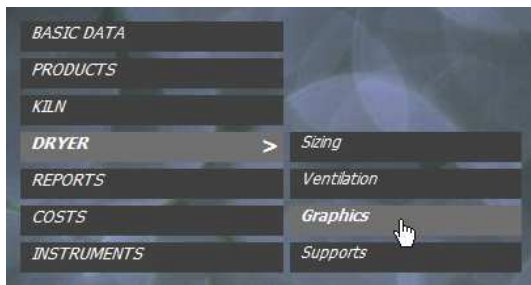 BASIC DATA
PRODUCTS
KILN
DRYER >
Sizing
REPORTS
Ventilation
COSTS
Graphics
INSTRUMENTS
Supports